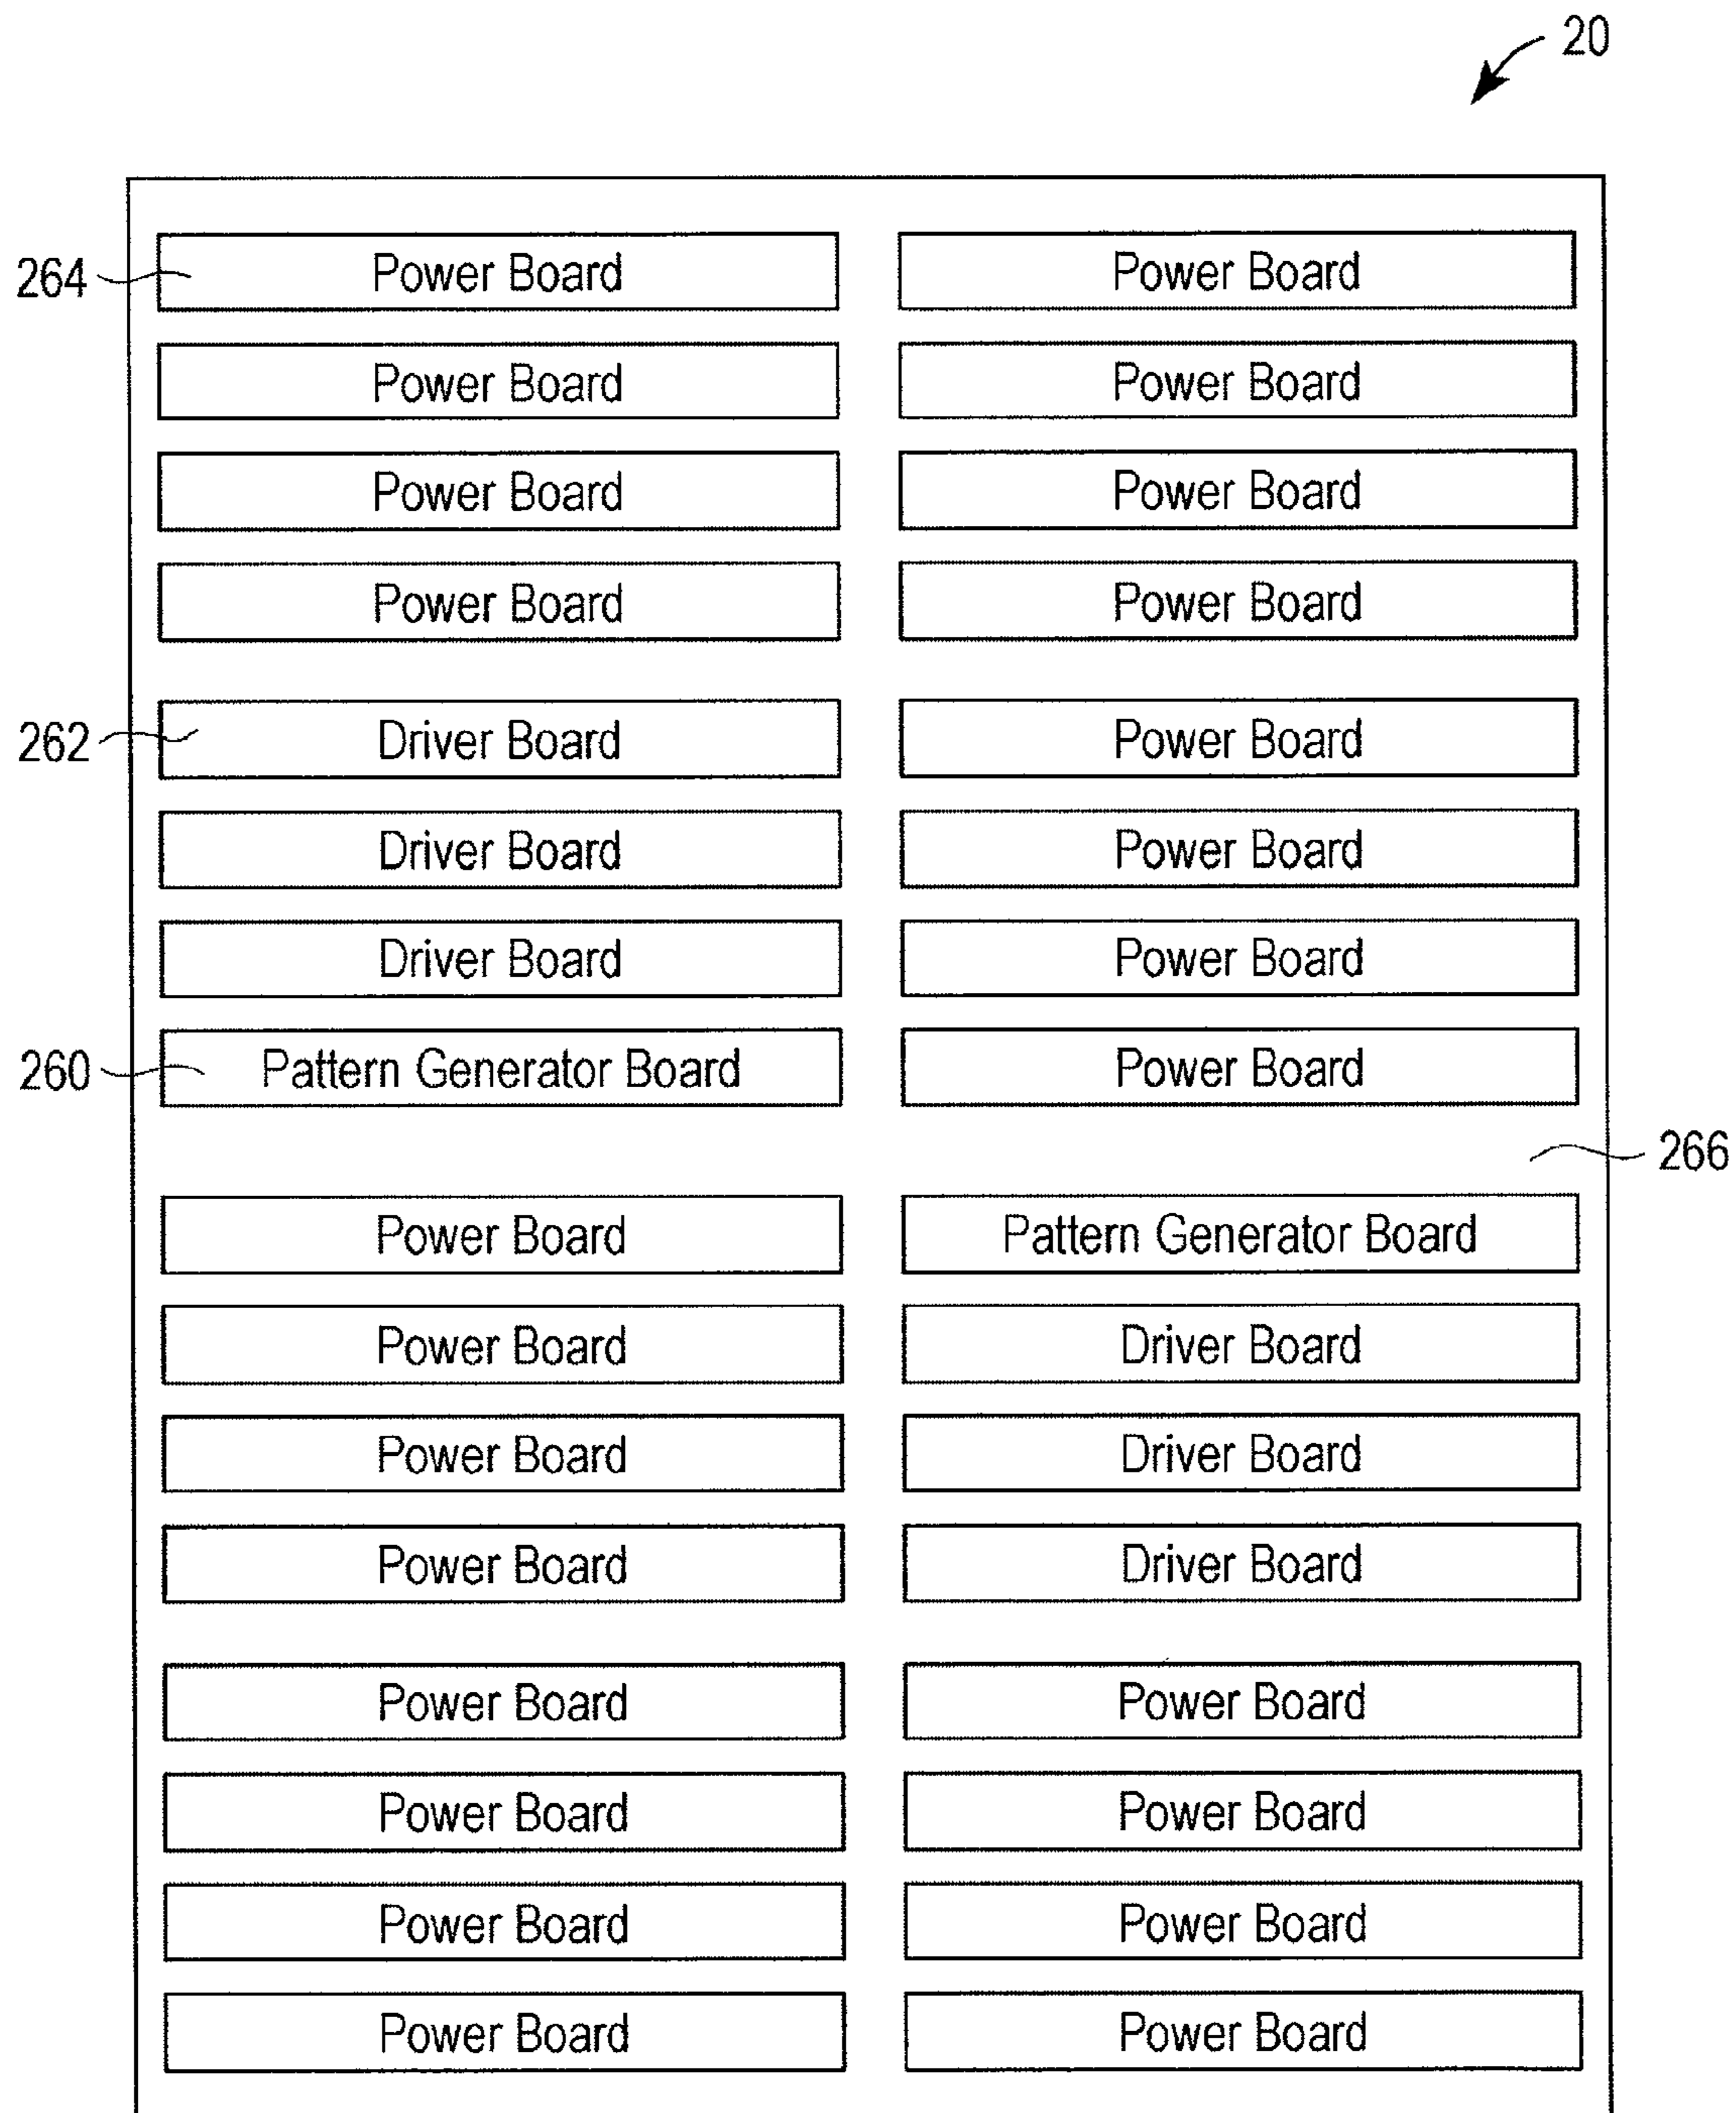 20
264 Power Board Power Board
Power Board Power Board
Power Board Power Board
Power Board Power Board
262 Driver Board Power Board
Driver Board Power Board
Driver Board Power Board
260 Pattern Generator Board Power Board
266
Power Board Pattern Generator Board
Power Board Driver Board
Power Board Driver Board
Power Board Driver Board
Power Board Power Board
Power Board Power Board
Power Board Power Board
Power Board Power Board